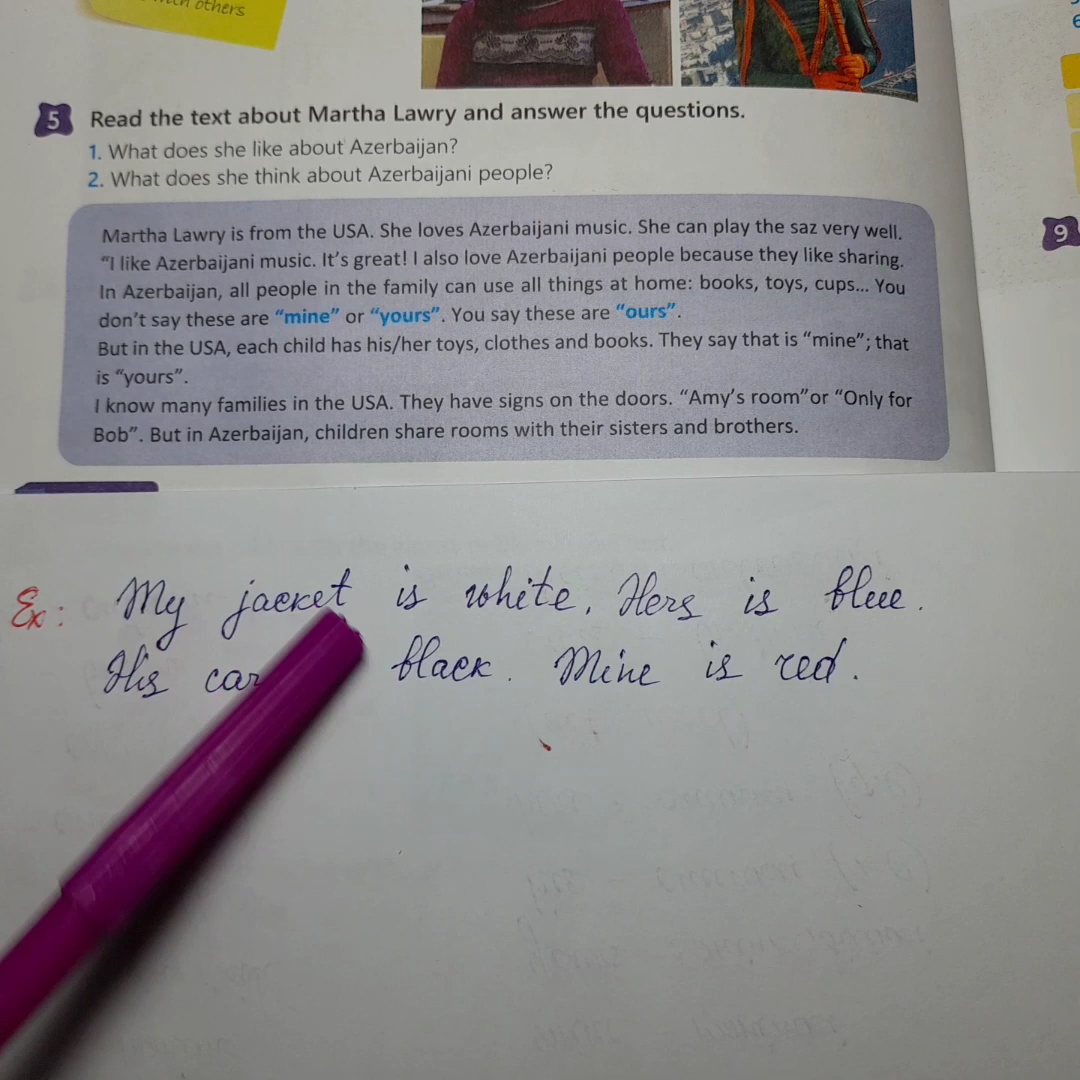 with others
5 Read the text about Martha Lawry and answer the questions.
1. What does she like about Azerbaijan?
2. What does she think about Azerbaijani people?
Martha Lawry is from the USA. She loves Azerbaijani music. She can play the saz very well.
“I like Azerbaijani music. It’s great! I also love Azerbaijani people because they like sharing.
In Azerbaijan, all people in the family can use all things at home: books, toys, cups... You
don’t say these are “mine” or “yours”. You say these are “ours”.
But in the USA, each child has his/her toys, clothes and books. They say that is “mine”; that
is “yours”.
I know many families in the USA. They have signs on the doors. “Amy’s room”or “Only for
Bob”. But in Azerbaijan, children share rooms with their sisters and brothers.
9
Ex: My jacket is white. Hers is blue.
His car black. Mine is red.